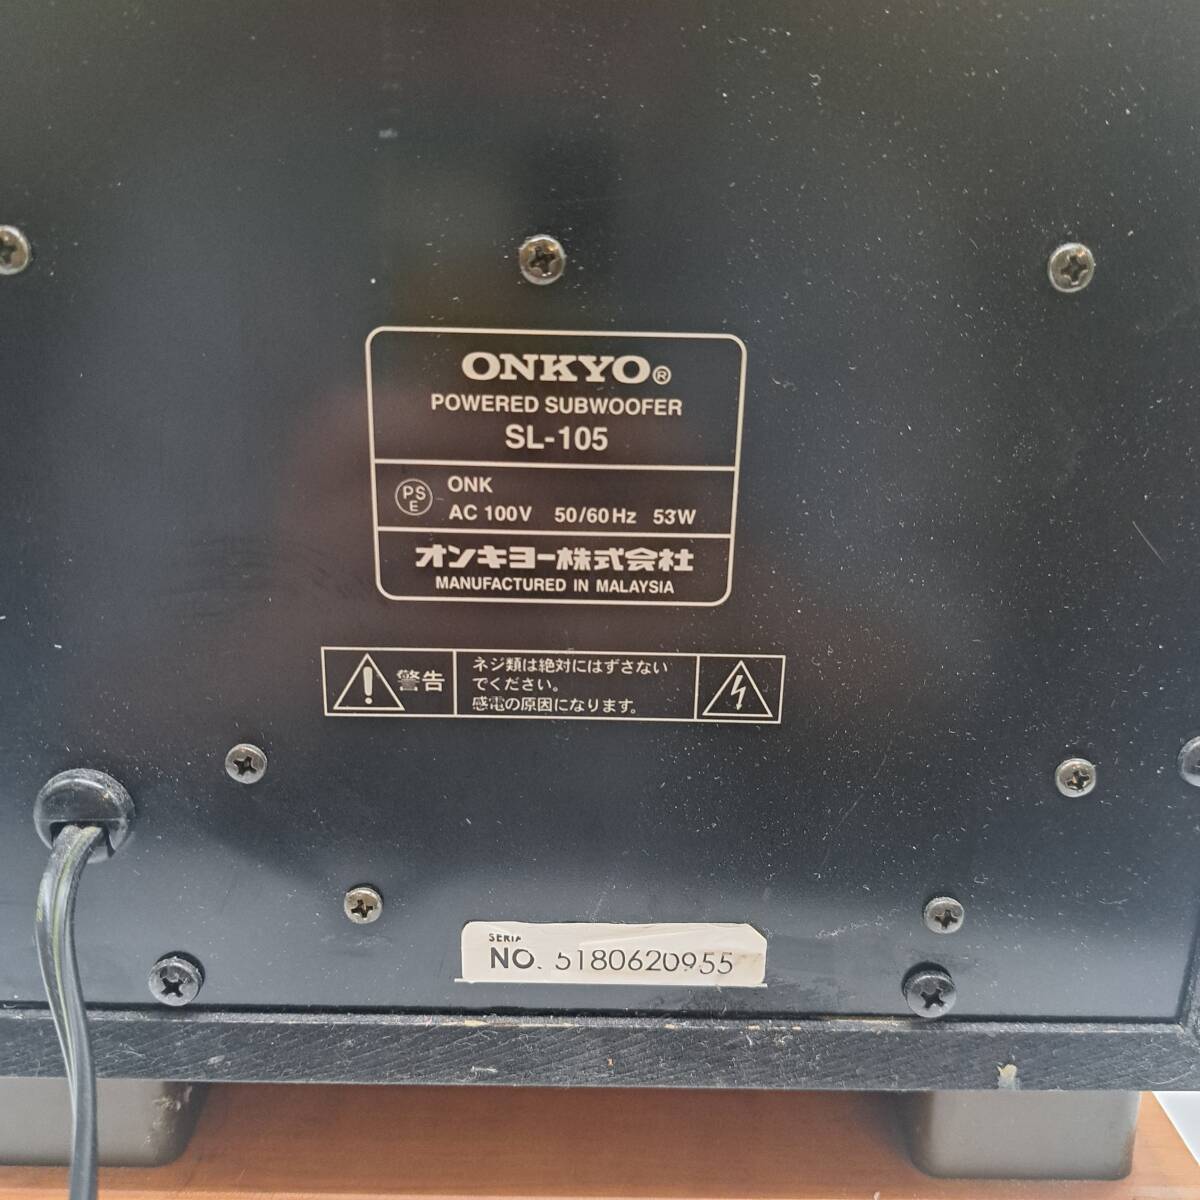 ONKYO®
POWERED SUBWOOFER
SL-105
PS
E
ONK
AC 100V 50/60Hz 53W
オンキヨー株式会社
MANUFACTURED IN MALAYSIA
警告
ネジ類は絶対にはずさない
でください。
感電の原因になります。
NO. 5180620955